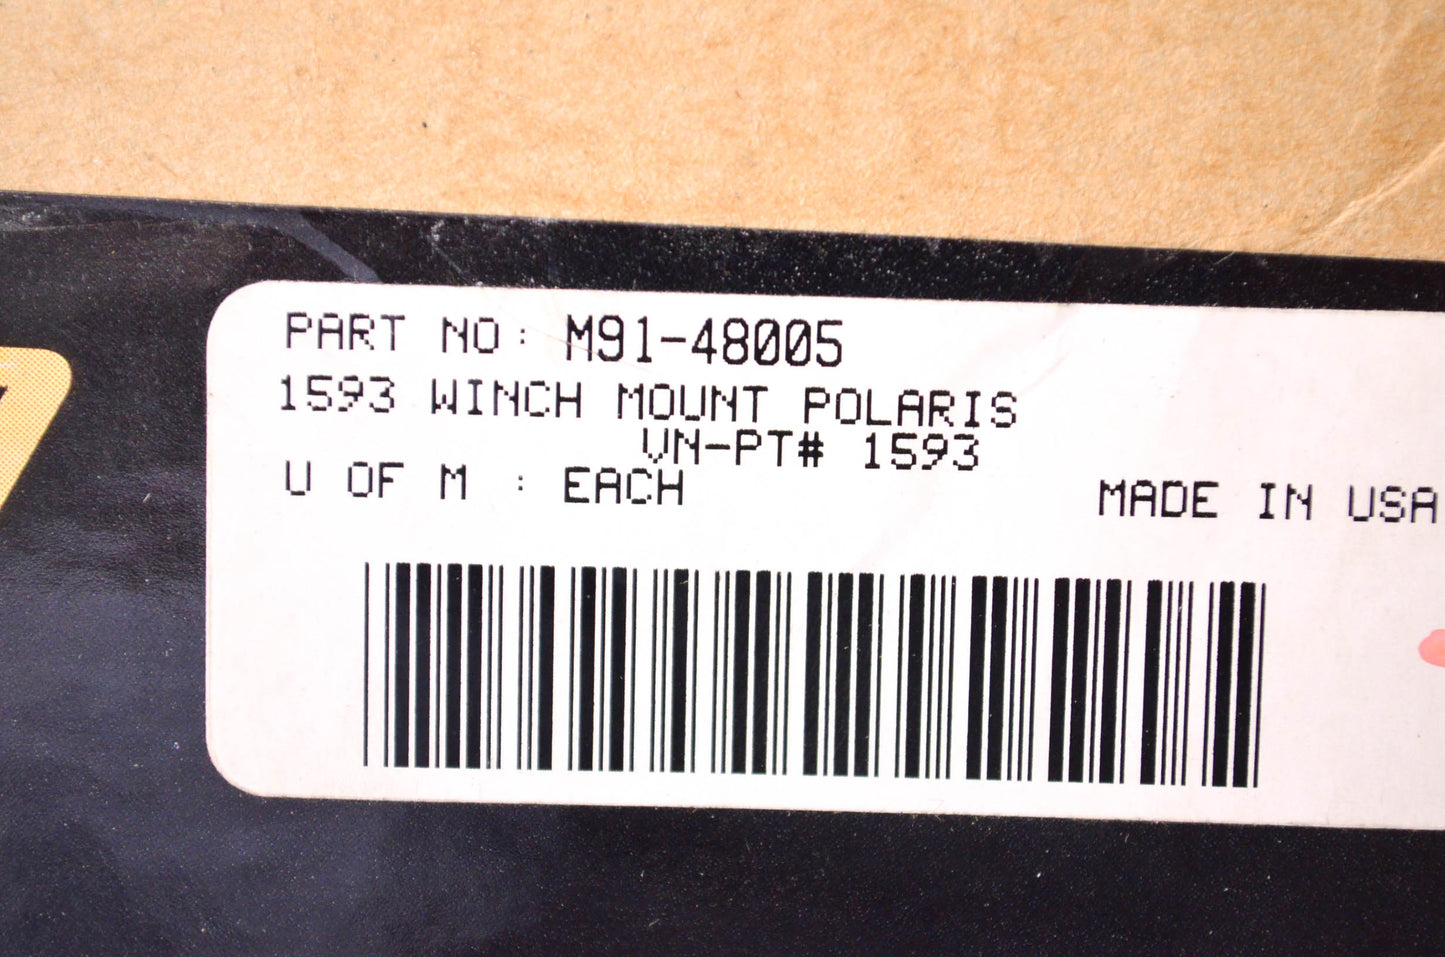 PART NO: M91-48005
1593 WINCH MOUNT POLARIS
VN-PT# 1593
U OF M : EACH
MADE IN USA